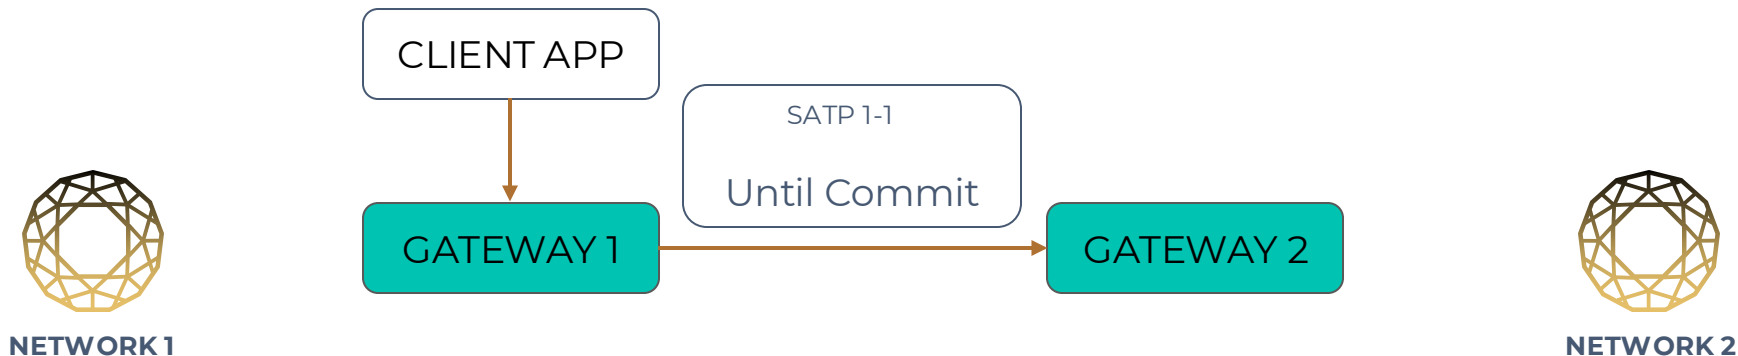 CLIENT APP
SATP 1-1
Until Commit
GATEWAY 1
GATEWAY 2
NETWORK 1
NETWORK 2